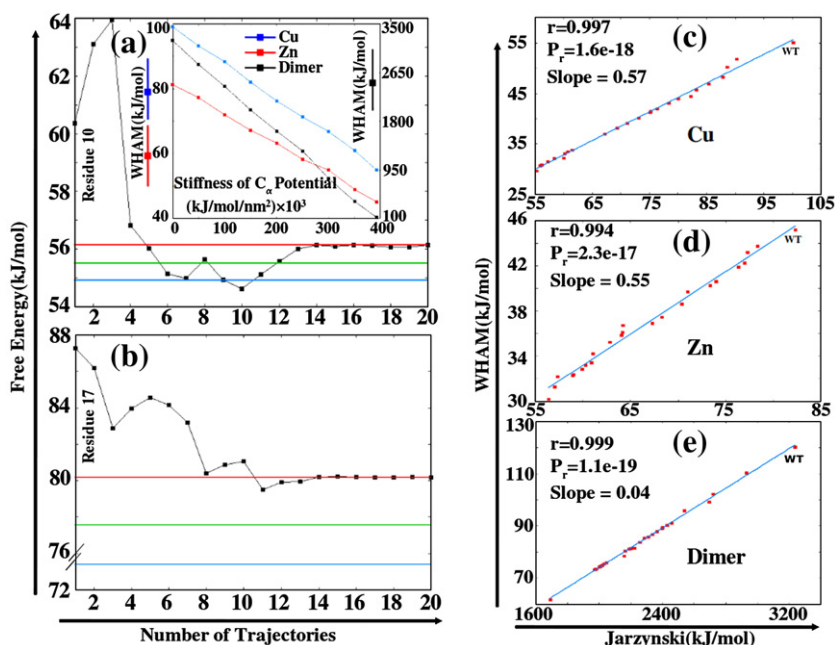 (a)
Free Energy(kJ/mol)
64
62
60
58
56
54
Residue 10
WHAM(kJ/mol)
100
80
60
40
Cu
Zn
Dimer
WHAM(kJ/mol)
3500
2650
1800
950
100
Stiffness of Cα Potential
(kJ/mol/nm²)×10³
0 100 200 300 400
2 4 6 8 10 12 14 16 18 20
(b)
88
84
80
76
72
Residue 17
2 4 6 8 10 12 14 16 18 20
Number of Trajectories
WHAM(kJ/mol)
(c)
r=0.997
Pr=1.6e-18
Slope = 0.57
WT
Cu
55
45
35
25
55 70 85 100
(d)
r=0.994
Pr=2.3e-17
Slope = 0.55
WT
Zn
46
42
38
34
30
55 65 75 85
(e)
r=0.999
Pr=1.1e-19
Slope = 0.04
WT
Dimer
130
110
90
70
1600 2400 3200
Jarzynski(kJ/mol)